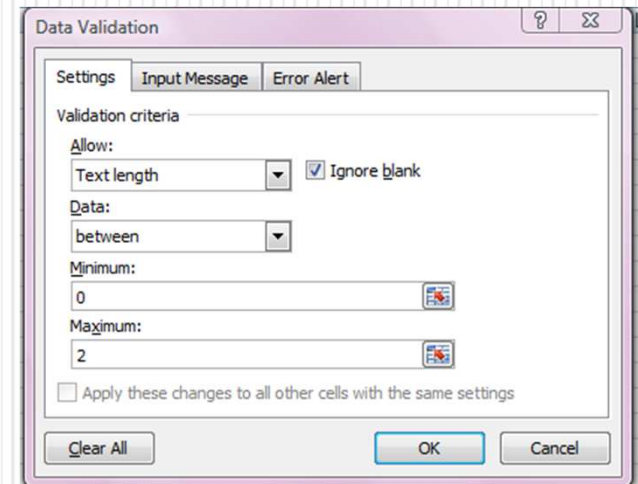 Data Validation
Settings Input Message Error Alert
Validation criteria
Allow:
Text length Ignore blank
Data:
between
Minimum:
0
Maximum:
2
Apply these changes to all other cells with the same settings
Clear All OK Cancel